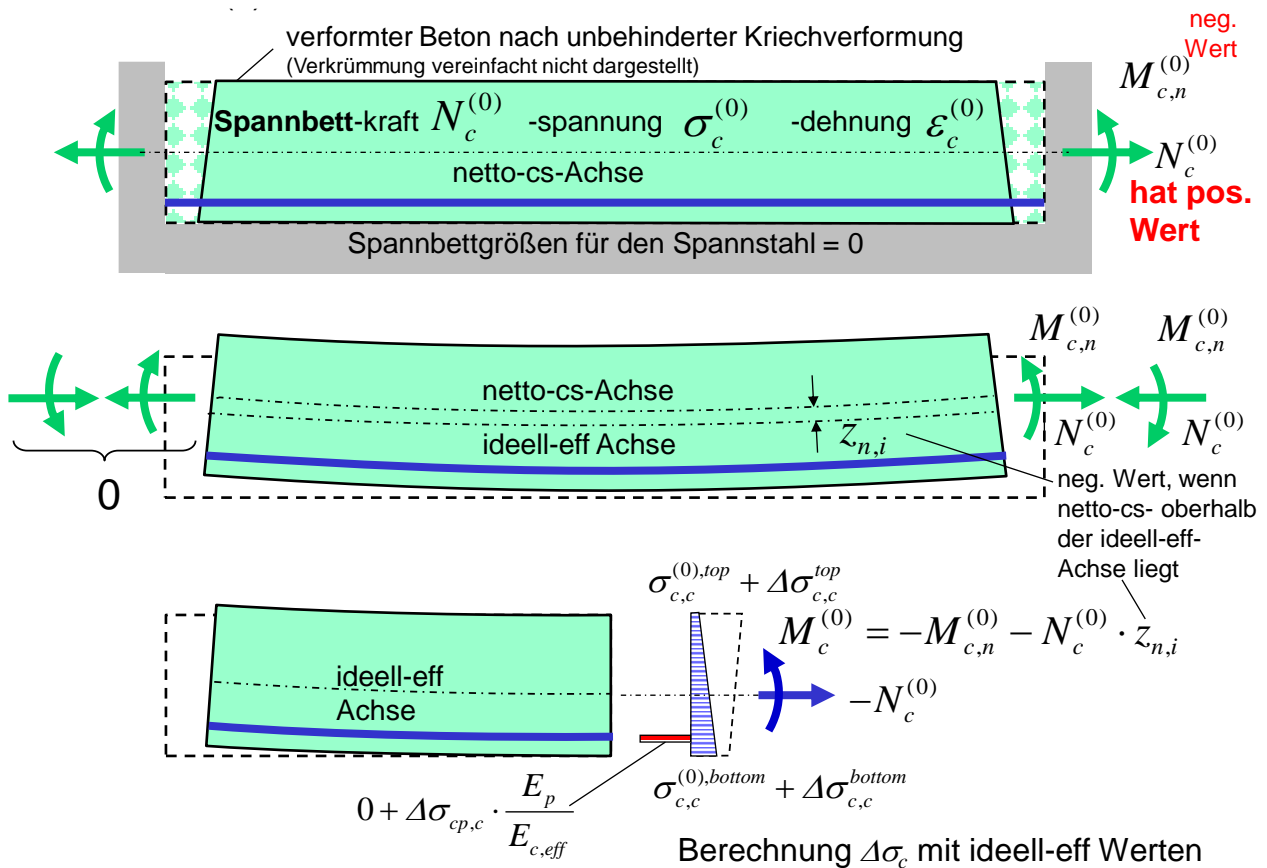 verformter Beton nach unbehinderter Kriechverformung
(Verkrümmung vereinfacht nicht dargestellt)
neg.
Wert
M_{c,n}^{(0)}
Spannbett-kraft N_c^{(0)} -spannung σ_c^{(0)} -dehnung ε_c^{(0)}
netto-cs-Achse
N_c^{(0)}
hat pos.
Wert
Spannbettgrößen für den Spannstahl = 0
M_{c,n}^{(0)} M_{c,n}^{(0)}
netto-cs-Achse
ideell-eff Achse
z_{n,i}
N_c^{(0)} N_c^{(0)}
0
neg. Wert, wenn
netto-cs- oberhalb
der ideell-eff-
Achse liegt
σ_{c,c}^{(0),top} + Δσ_{c,c}^{top}
M_c^{(0)} = -M_{c,n}^{(0)} - N_c^{(0)} · z_{n,i}
ideell-eff
Achse
-N_c^{(0)}
0 + Δσ_{cp,c} · E_p / E_{c,eff}
σ_{c,c}^{(0),bottom} + Δσ_{c,c}^{bottom}
Berechnung Δσ_c mit ideell-eff Werten